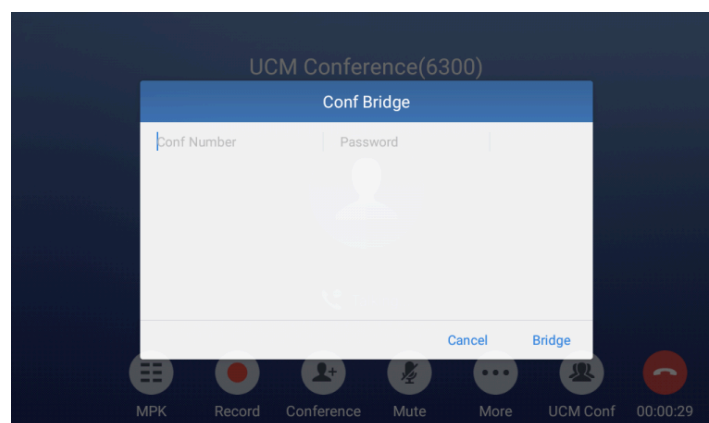 UCM Conference(6300)
Conf Bridge
Conf Number Password
Cancel Bridge
MPK Record Conference Mute More UCM Conf 00:00:29